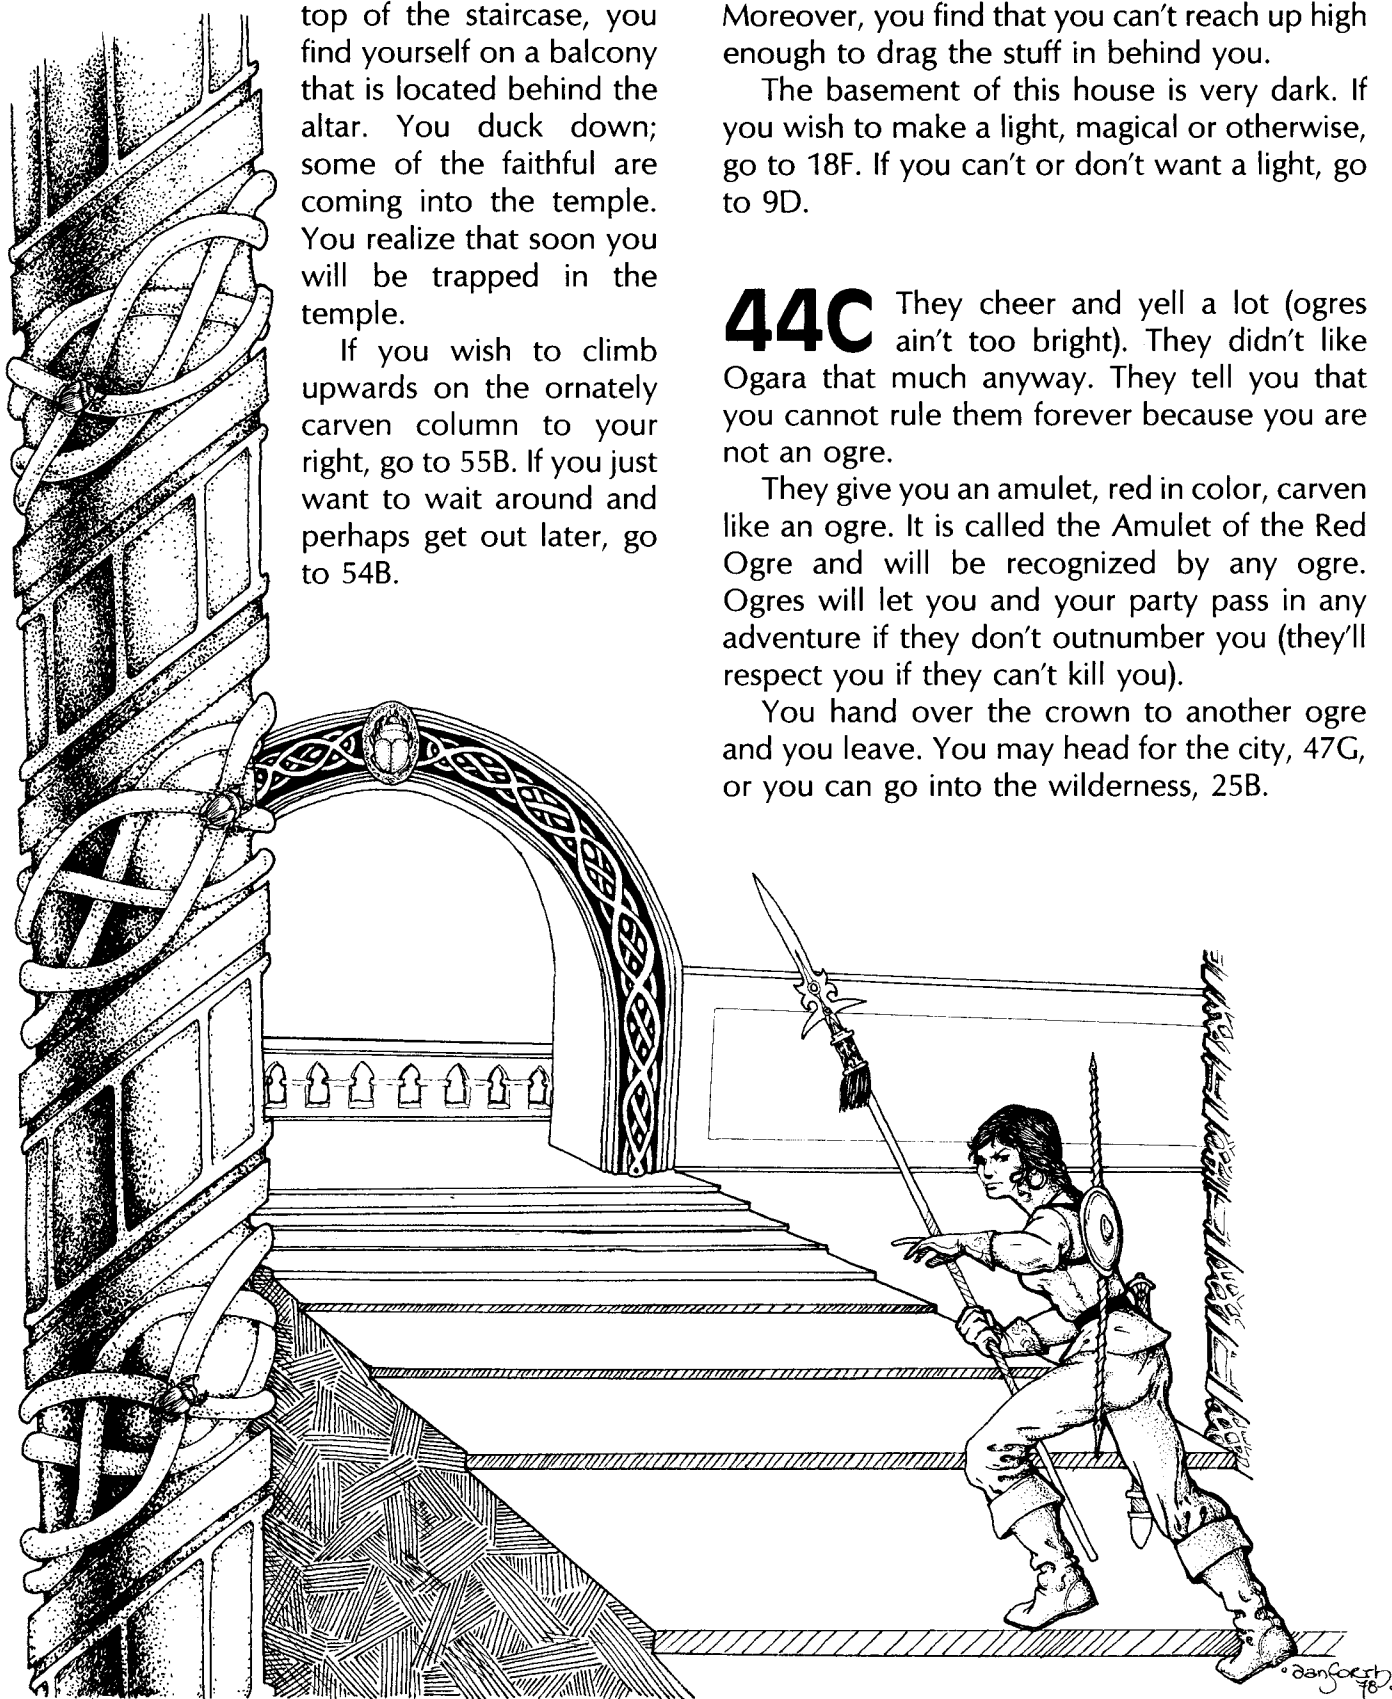 top of the staircase, you
find yourself on a balcony
that is located behind the
altar. You duck down;
some of the faithful are
coming into the temple.
You realize that soon you
will be trapped in the
temple.
If you wish to climb
upwards on the ornately
carven column to your
right, go to 55B. If you just
want to wait around and
perhaps get out later, go
to 54B.
Moreover, you find that you can't reach up high
enough to drag the stuff in behind you.
The basement of this house is very dark. If
you wish to make a light, magical or otherwise,
go to 18F. If you can't or don't want a light, go
to 9D.
44C They cheer and yell a lot (ogres
ain't too bright). They didn't like
Ogara that much anyway. They tell you that
you cannot rule them forever because you are
not an ogre.
They give you an amulet, red in color, carven
like an ogre. It is called the Amulet of the Red
Ogre and will be recognized by any ogre.
Ogres will let you and your party pass in any
adventure if they don't outnumber you (they'll
respect you if they can't kill you).
You hand over the crown to another ogre
and you leave. You may head for the city, 47G,
or you can go into the wilderness, 25B.
danforth
78